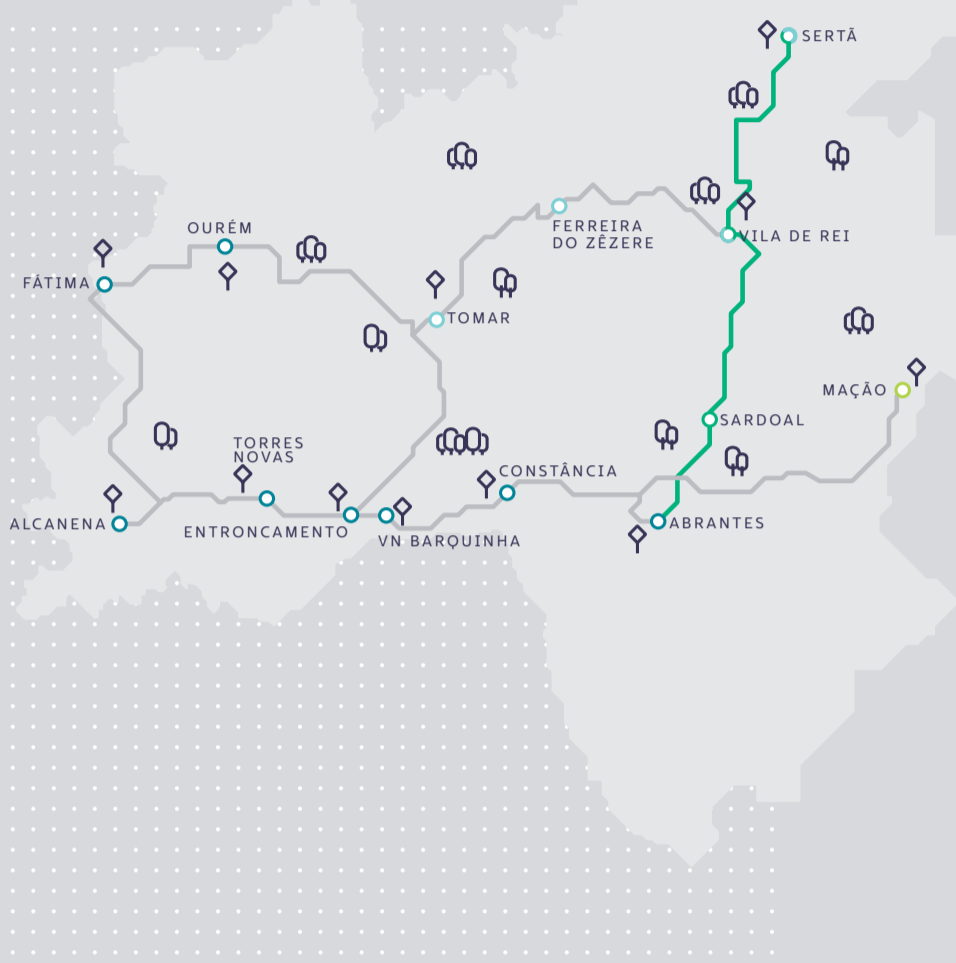 SERTÃ
OURÉM
FERREIRA
DO ZÊZERE
VILA DE REI
FÁTIMA
TOMAR
MAÇÃO
SARDOAL
TORRES
NOVAS
CONSTÂNCIA
ALCANENA
ENTRONCAMENTO
VN BARQUINHA
ABRANTES